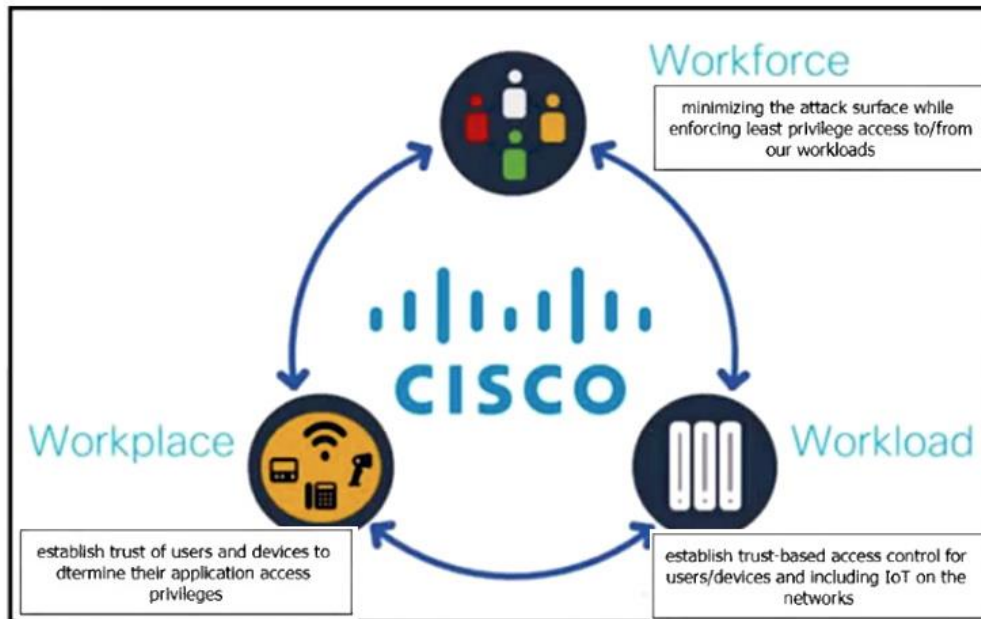 Workforce
minimizing the attack surface while
enforcing least privilege access to/from
our workloads
CISCO
Workplace
Workload
establish trust of users and devices to
dtermine their application access
privileges
establish trust-based access control for
users/devices and including IoT on the
networks